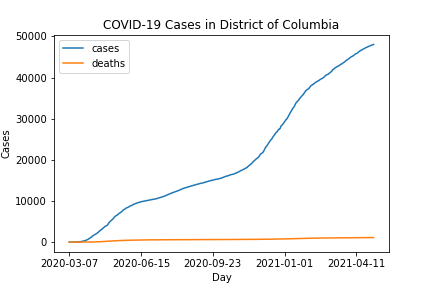 COVID-19 Cases in District of Columbia
cases
deaths
50000
40000
30000
20000
10000
0
Cases
2020-03-07 2020-06-15 2020-09-23 2021-01-01 2021-04-11
Day